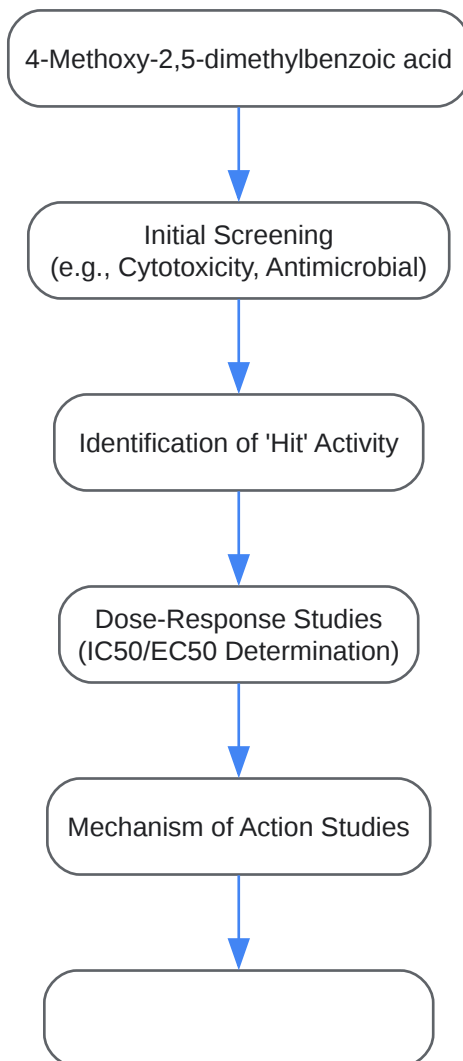 4-Methoxy-2,5-dimethylbenzoic acid
Initial Screening
(e.g., Cytotoxicity, Antimicrobial)
Identification of 'Hit' Activity
Dose-Response Studies
(IC50/EC50 Determination)
Mechanism of Action Studies